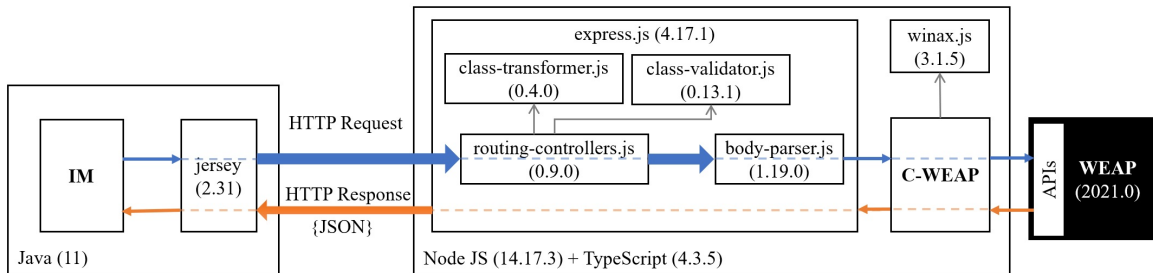 express.js (4.17.1)
class-transformer.js
(0.4.0)
class-validator.js
(0.13.1)
winax.js
(3.1.5)
HTTP Request
IM
jersey
(2.31)
routing-controllers.js
(0.9.0)
body-parser.js
(1.19.0)
C-WEAP
APIs
WEAP
(2021.0)
HTTP Response
{JSON}
Java (11)
Node JS (14.17.3) + TypeScript (4.3.5)